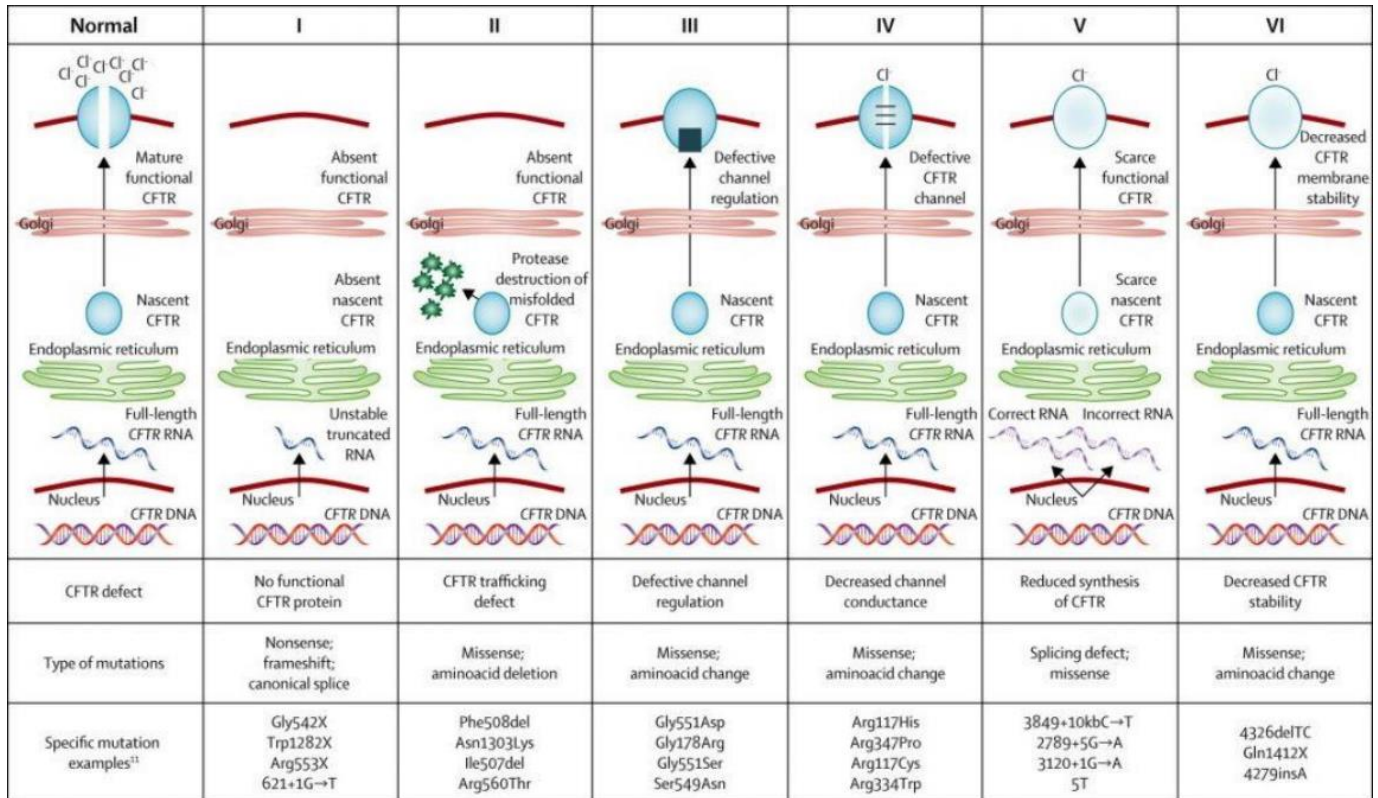 Normal
I
II
III
IV
V
VI
Cl⁻ Cl⁻ Cl⁻ Cl⁻ Cl⁻ Cl⁻ Cl⁻ Cl⁻
Mature
functional
CFTR
Golgi
Nascent
CFTR
Endoplasmic reticulum
Full-length
CFTR RNA
Nucleus
CFTR DNA
Absent
functional
CFTR
Golgi
Absent
nascent
CFTR
Endoplasmic reticulum
Unstable
truncated
RNA
Nucleus
CFTR DNA
Absent
functional
CFTR
Golgi
Protease
destruction of
misfolded
CFTR
Endoplasmic reticulum
Full-length
CFTR RNA
Nucleus
CFTR DNA
Defective
channel
regulation
Golgi
Nascent
CFTR
Endoplasmic reticulum
Full-length
CFTR RNA
Nucleus
CFTR DNA
Cl⁻
Defective
CFTR
channel
Golgi
Nascent
CFTR
Endoplasmic reticulum
Full-length
CFTR RNA
Nucleus
CFTR DNA
Cl⁻
Scarce
functional
CFTR
Golgi
Scarce
nascent
CFTR
Endoplasmic reticulum
Correct RNA Incorrect RNA
Nucleus
CFTR DNA
Cl⁻
Decreased
CFTR
membrane
stability
Golgi
Nascent
CFTR
Endoplasmic reticulum
Full-length
CFTR RNA
Nucleus
CFTR DNA
CFTR defect
No functional
CFTR protein
CFTR trafficking
defect
Defective channel
regulation
Decreased channel
conductance
Reduced synthesis
of CFTR
Decreased CFTR
stability
Type of mutations
Nonsense;
frameshift;
canonical splice
Missense;
aminoacid deletion
Missense;
aminoacid change
Missense;
aminoacid change
Splicing defect;
missense
Missense;
aminoacid change
Specific mutation
examples¹¹
Gly542X
Trp1282X
Arg553X
621+1G→T
Phe508del
Asn1303Lys
Ile507del
Arg560Thr
Gly551Asp
Gly178Arg
Gly551Ser
Ser549Asn
Arg117His
Arg347Pro
Arg117Cys
Arg334Trp
3849+10kbC→T
2789+5G→A
3120+1G→A
5T
4326delTC
Gln1412X
4279insA